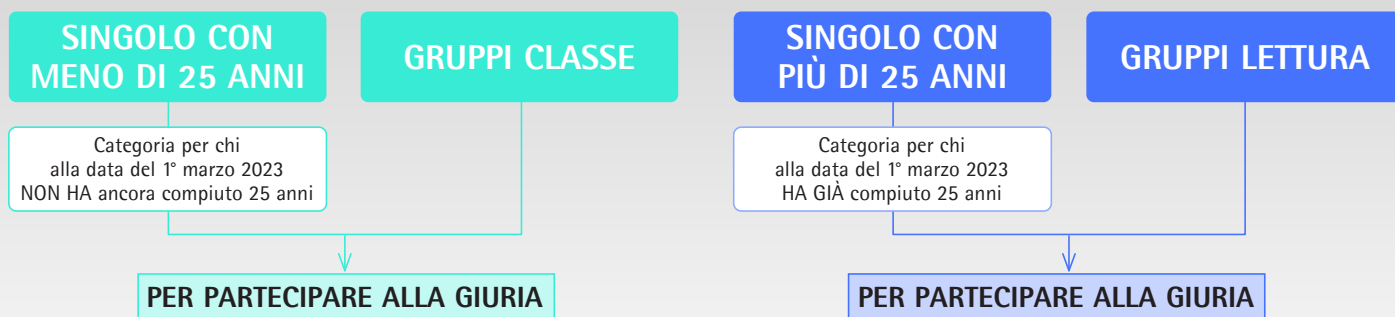 SINGOLO CON
MENO DI 25 ANNI
GRUPPI CLASSE
SINGOLO CON
PIÙ DI 25 ANNI
GRUPPI LETTURA
Categoria per chi
alla data del 1° marzo 2023
NON HA ancora compiuto 25 anni
Categoria per chi
alla data del 1° marzo 2023
HA GIÀ compiuto 25 anni
PER PARTECIPARE ALLA GIURIA
PER PARTECIPARE ALLA GIURIA